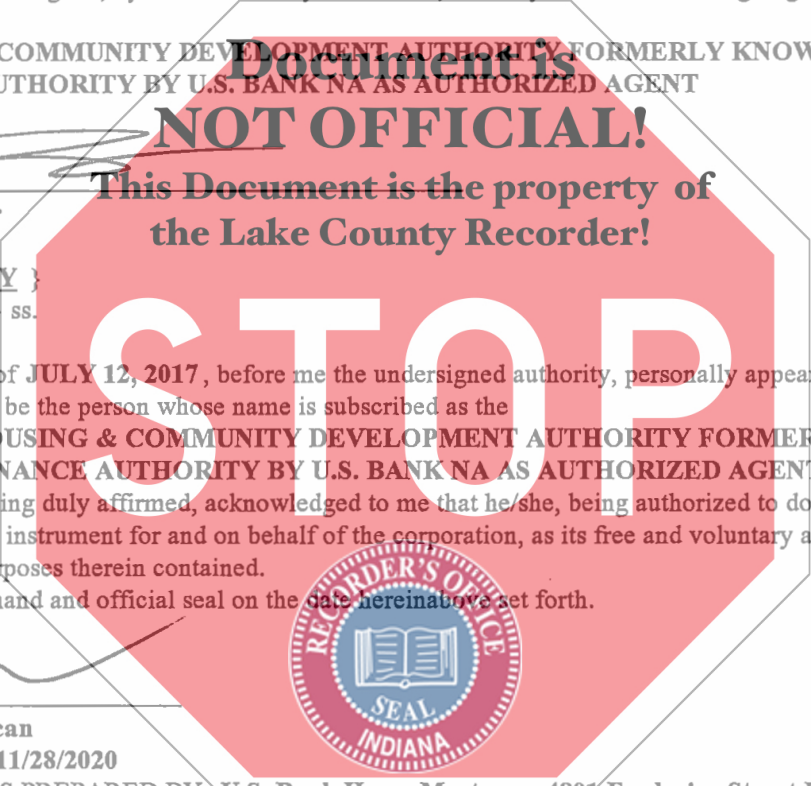 COMMUNITY DEVELOPMENT AUTHORITY FORMERLY KNOW
Document is
UTHORITY BY U.S. BANK NA AS AUTHORIZED AGENT
NOT OFFICIAL!
This Document is the property of
the Lake County Recorder!
Y }
ss.
STOP
of JULY 12, 2017, before me the undersigned authority, personally appear
be the person whose name is subscribed as the
OUSING & COMMUNITY DEVELOPMENT AUTHORITY FORMER
NANCE AUTHORITY BY U.S. BANK NA AS AUTHORIZED AGENT
ing duly affirmed, acknowledged to me that he/she, being authorized to do
instrument for and on behalf of the corporation, as its free and voluntary a
rposes therein contained.
hand and official seal on the date hereinabove set forth.
RECORDER'S OFFICE
SEAL
INDIANA
can
11/28/2020